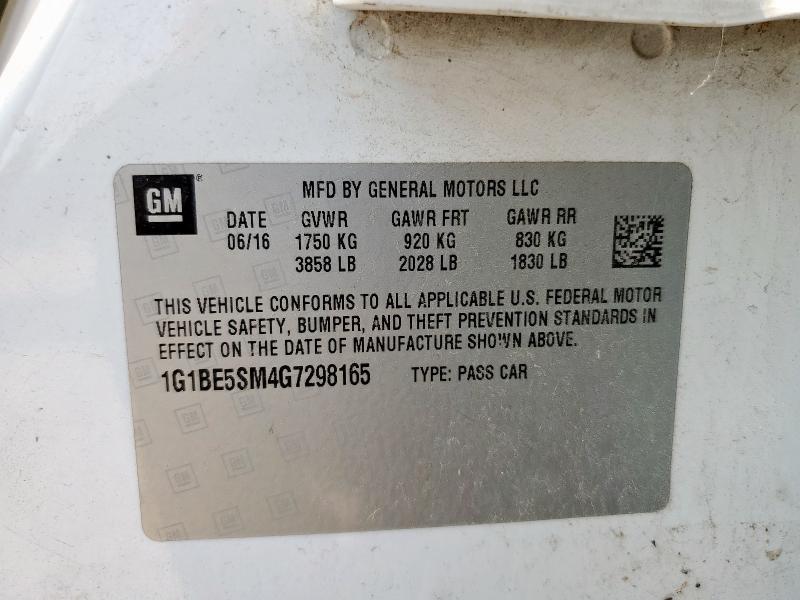 GM ®
MFD BY GENERAL MOTORS LLC
DATE GVWR GAWR FRT GAWR RR
06/16 1750 KG 920 KG 830 KG
3858 LB 2028 LB 1830 LB
THIS VEHICLE CONFORMS TO ALL APPLICABLE U.S. FEDERAL MOTOR
VEHICLE SAFETY, BUMPER, AND THEFT PREVENTION STANDARDS IN
EFFECT ON THE DATE OF MANUFACTURE SHOWN ABOVE.
1G1BE5SM4G7298165 TYPE: PASS CAR